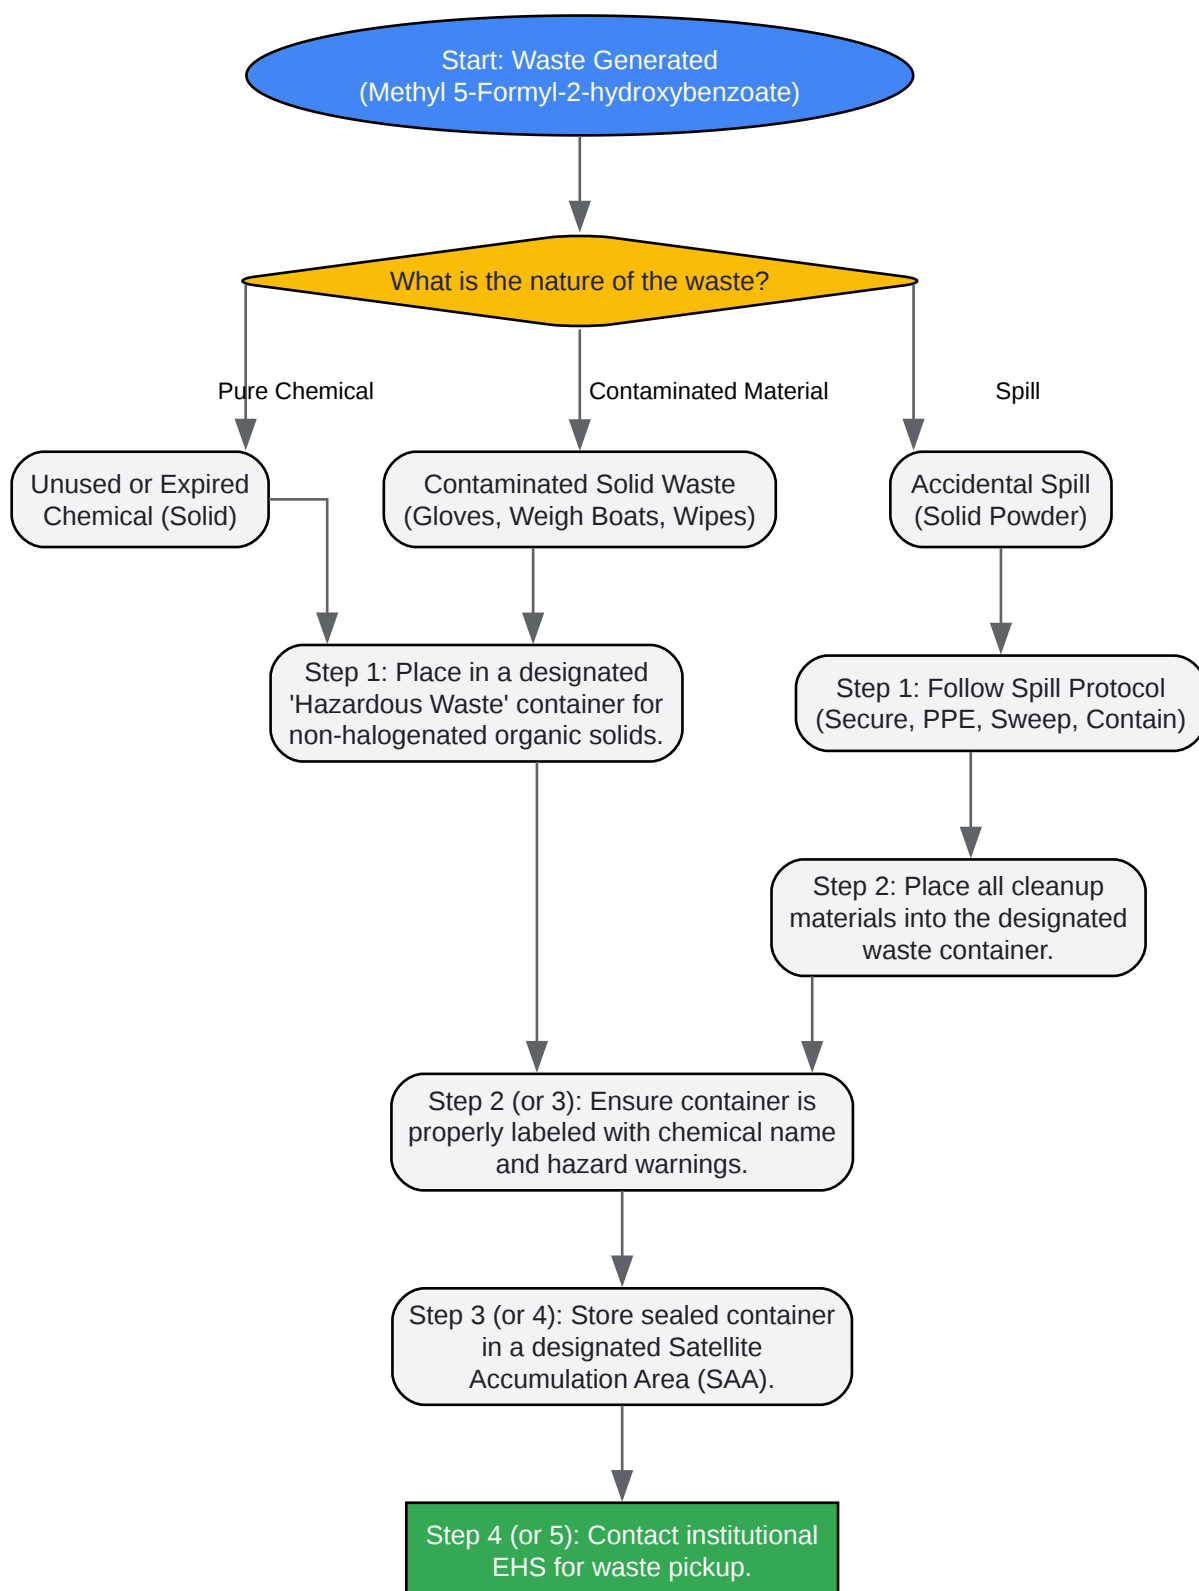 Start: Waste Generated
(Methyl 5-Formyl-2-hydroxybenzoate)
What is the nature of the waste?
Pure Chemical
Contaminated Material
Spill
Unused or Expired
Chemical (Solid)
Contaminated Solid Waste
(Gloves, Weigh Boats, Wipes)
Accidental Spill
(Solid Powder)
Step 1: Place in a designated
'Hazardous Waste' container for
non-halogenated organic solids.
Step 1: Follow Spill Protocol
(Secure, PPE, Sweep, Contain)
Step 2: Place all cleanup
materials into the designated
waste container.
Step 2 (or 3): Ensure container is
properly labeled with chemical name
and hazard warnings.
Step 3 (or 4): Store sealed container
in a designated Satellite
Accumulation Area (SAA).
Step 4 (or 5): Contact institutional
EHS for waste pickup.